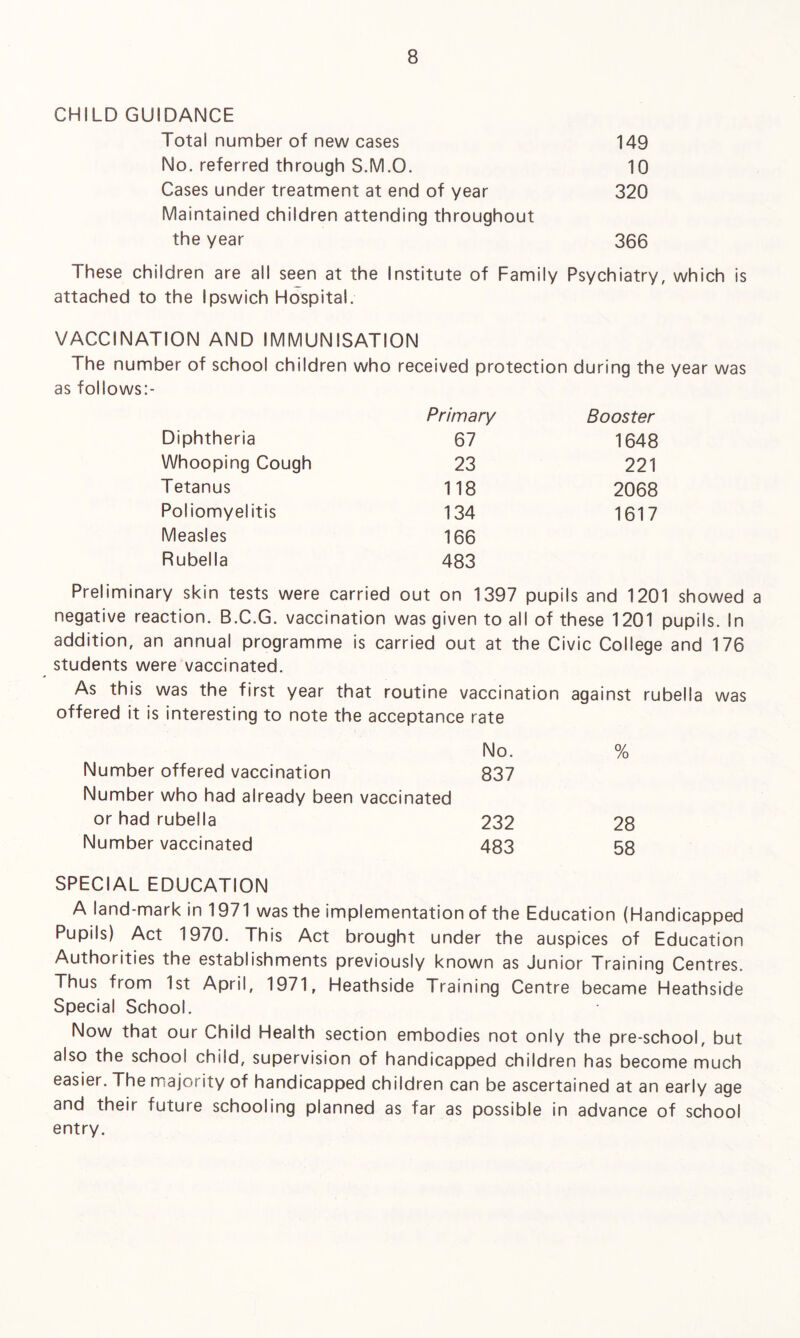 8
CHILD GUIDANCE
Total number of new cases 149
No. referred through S.M.O. 10
Cases under treatment at end of year 320
Maintained children attending throughout
the year 366
These children are all seen at the Institute of Family Psychiatry, which is
attached to the Ipswich Hospital.
VACCINATION AND IMMUNISATION
The number of school children who received protection during the year was
as follows:-
Primary Booster
Diphtheria 67 1648
Whooping Cough 23 221
Tetanus 118 2068
Poliomyelitis 134 1617
Measles 166
Rubella 483
Preliminary skin tests were carried out on 1397 pupils and 1201 showed a
negative reaction. B.C.G. vaccination was given to all of these 1201 pupils. In
addition, an annual programme is carried out at the Civic College and 176
students were vaccinated.
As this was the first year that routine vaccination against rubella was
offered it is interesting to note the acceptance rate
No. %
Number offered vaccination 837
Number who had already been vaccinated
or had rubella 232 28
Number vaccinated 483 58
SPECIAL EDUCATION
A land-mark in 1971 was the implementation of the Education (Handicapped
Pupils) Act 1970. This Act brought under the auspices of Education
Authorities the establishments previously known as Junior Training Centres.
Thus from 1st April, 1971, Heathside Training Centre became Heathside
Special School.
Now that our Child Health section embodies not only the pre-school, but
also the school child, supervision of handicapped children has become much
easier. The majority of handicapped children can be ascertained at an early age
and their future schooling planned as far as possible in advance of school
entry.